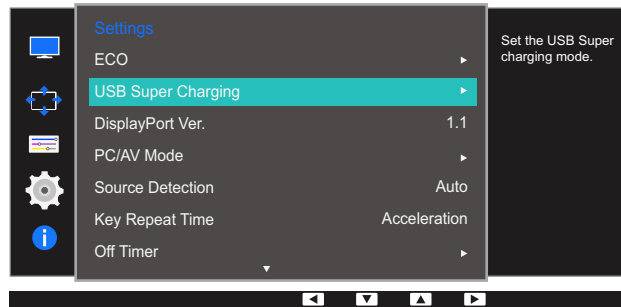 Settings
ECO
USB Super Charging
DisplayPort Ver. 1.1
PC/AV Mode
Source Detection Auto
Key Repeat Time Acceleration
Off Timer
Set the USB Super
charging mode.